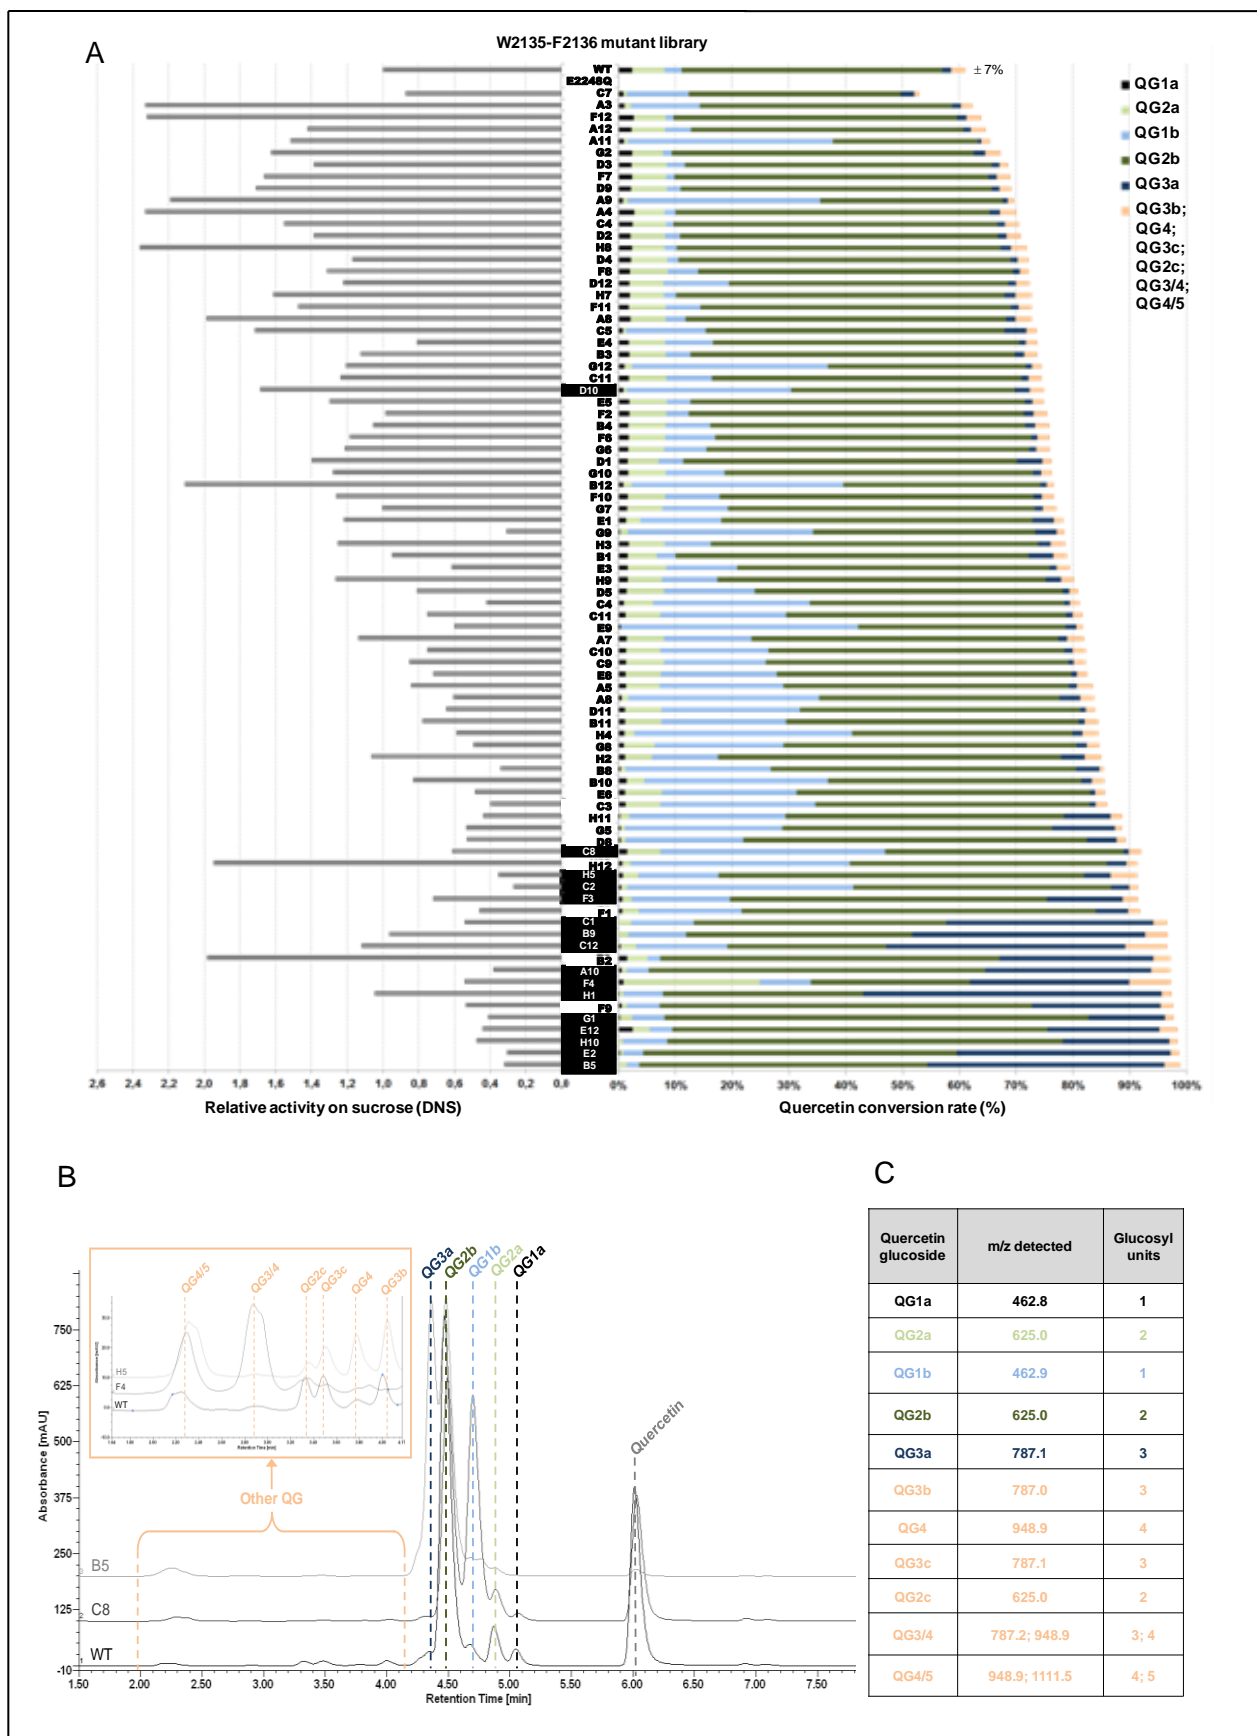 A
W2135-F2136 mutant library
WT
E2248Q
C7
A3
F12
A12
A11
G2
D3
F7
D9
A9
A4
C4
D2
H8
D4
F8
D12
H7
F11
A8
C5
E4
B3
G12
C11
D10
E5
F2
B4
F6
G6
D1
G10
B12
F10
G7
E1
G9
H3
B1
E3
H9
D5
C4
C11
E9
A7
C10
C9
E8
A5
A8
D11
B11
H4
G8
H2
B8
B10
E6
C3
H11
G5
D8
C8
H12
H5
C2
F3
F1
C1
B9
C12
B2
A10
F4
H1
F9
G1
E12
H10
E2
B5
± 7%
QG1a
QG2a
QG1b
QG2b
QG3a
QG3b;
QG4;
QG3c;
QG2c;
QG3/4;
QG4/5
2,6 2,4 2,2 2,0 1,8 1,6 1,4 1,2 1,0 0,8 0,6 0,4 0,2 0,0
0% 10% 20% 30% 40% 50% 60% 70% 80% 90% 100%
Relative activity on sucrose (DNS)
Quercetin conversion rate (%)
B
QG4/5 QG3/4 QG2c QG3c QG4 QG3b
H5
F4
WT
Retention Time [min]
QG3a QG2b QG1b QG2a QG1a
Quercetin
Other QG
Absorbance [mAU]
750
625
500
375
250
125
-10
B5
C8
WT
1.50 2.00 2.50 3.00 3.50 4.00 4.50 5.00 5.50 6.00 6.50 7.00 7.50
Retention Time [min]
C
Quercetin glucoside m/z detected Glucosyl units
QG1a 462.8 1
QG2a 625.0 2
QG1b 462.9 1
QG2b 625.0 2
QG3a 787.1 3
QG3b 787.0 3
QG4 948.9 4
QG3c 787.1 3
QG2c 625.0 2
QG3/4 787.2; 948.9 3; 4
QG4/5 948.9; 1111.5 4; 5